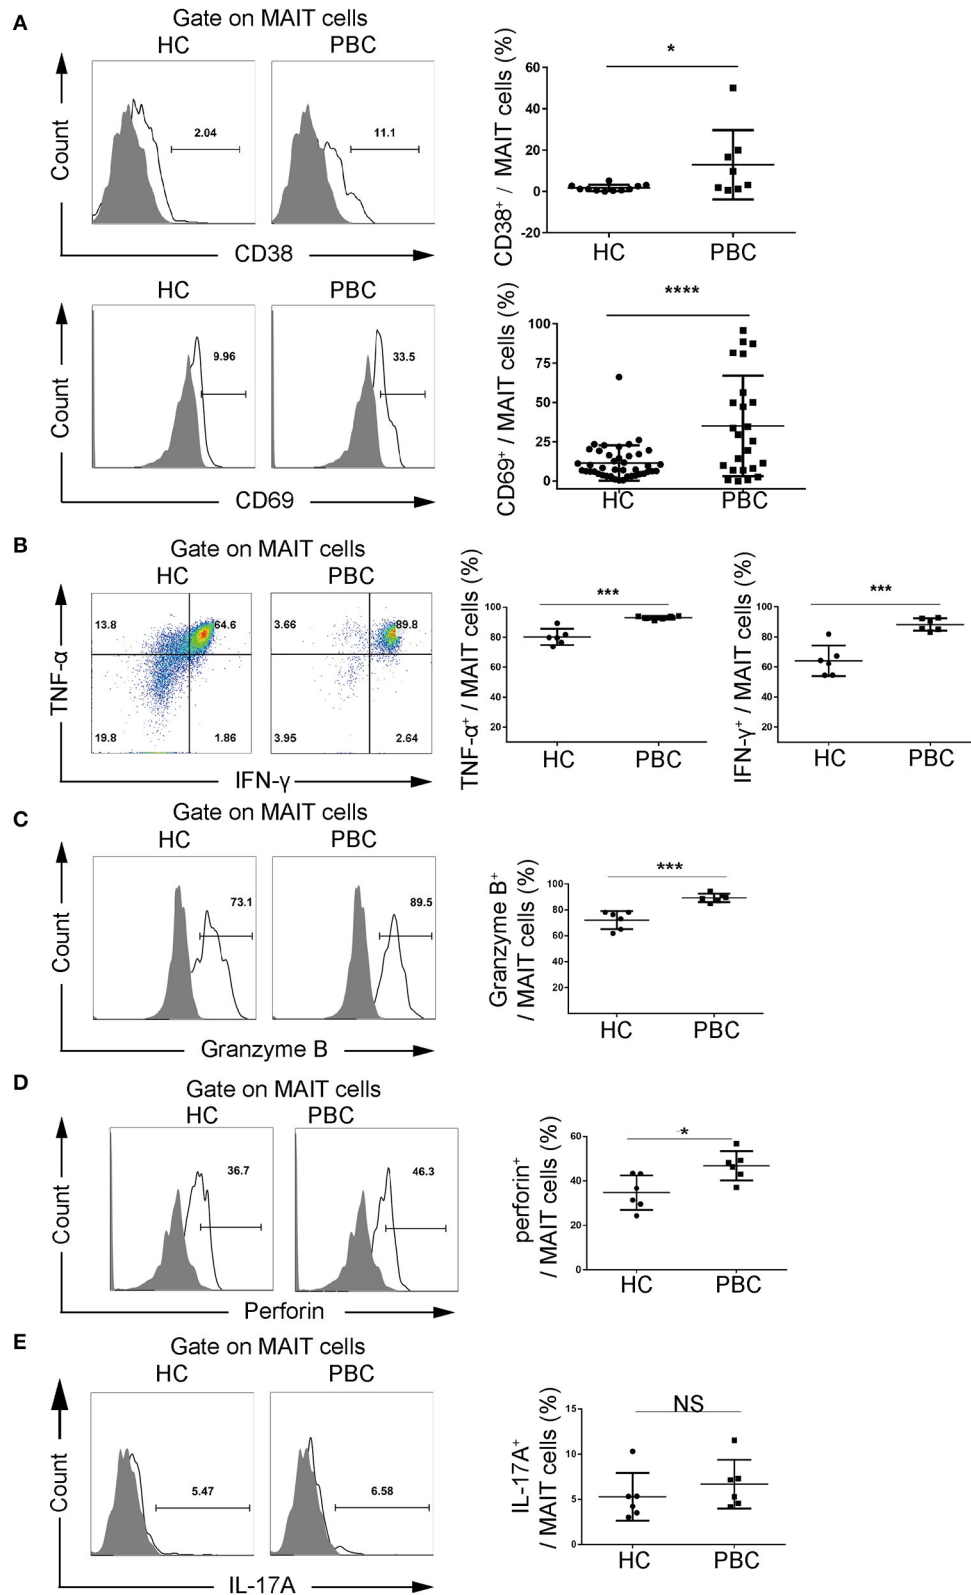 A
Gate on MAIT cells
HC PBC
2.04 11.1
Count
CD38
CD38⁺ / MAIT cells (%)
*
60
40
20
0
-20
HC PBC
HC PBC
9.96 33.5
Count
CD69
CD69⁺ / MAIT cells (%)
****
100
75
50
25
0
HC PBC
B
Gate on MAIT cells
HC PBC
13.8 64.6 3.66 89.8
19.8 1.86 3.95 2.64
TNF-α
IFN-γ
TNF-α⁺ / MAIT cells (%)
***
100
80
60
40
20
HC PBC
IFN-γ⁺ / MAIT cells (%)
***
100
80
60
40
20
HC PBC
C
Gate on MAIT cells
HC PBC
73.1 89.5
Count
Granzyme B
Granzyme B⁺
/ MAIT cells (%)
***
100
80
60
40
20
HC PBC
D
Gate on MAIT cells
HC PBC
36.7 46.3
Count
Perforin
perforin⁺
/ MAIT cells (%)
*
60
40
20
0
HC PBC
E
Gate on MAIT cells
HC PBC
5.47 6.58
Count
IL-17A
IL-17A⁺
/ MAIT cells (%)
NS
15
10
5
0
HC PBC